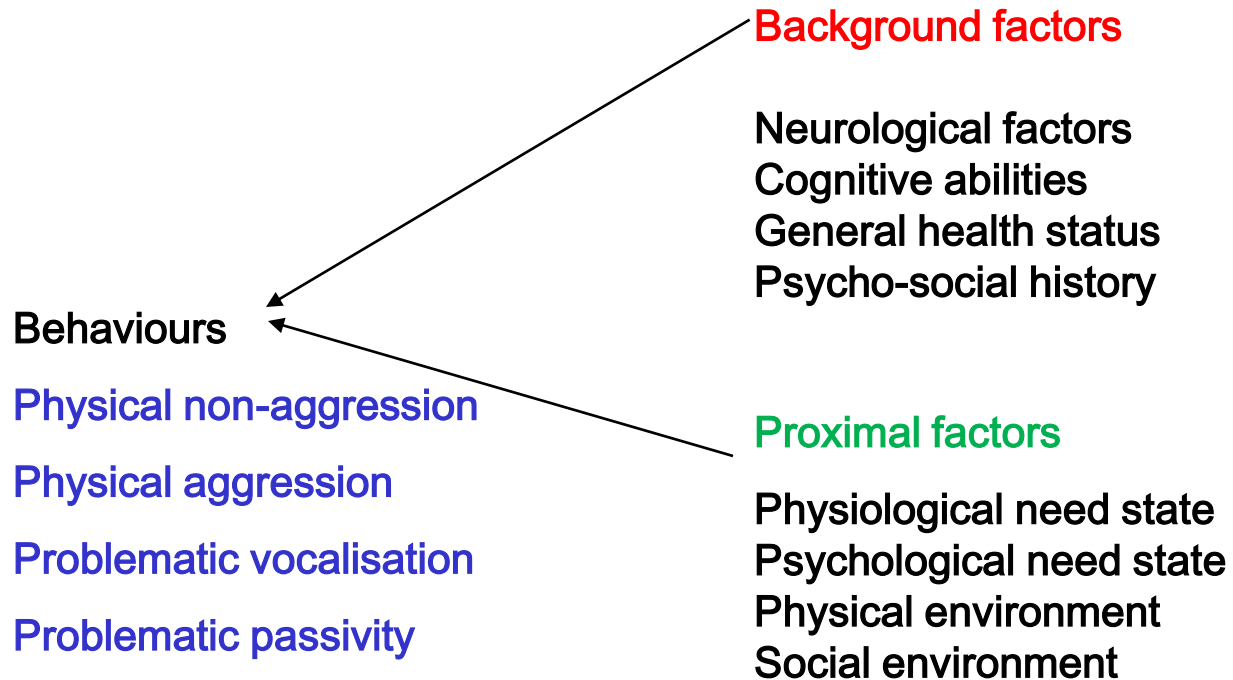 Background factors
Neurological factors
Cognitive abilities
General health status
Psycho-social history
Behaviours
Physical non-aggression
Physical aggression
Problematic vocalisation
Problematic passivity
Proximal factors
Physiological need state
Psychological need state
Physical environment
Social environment